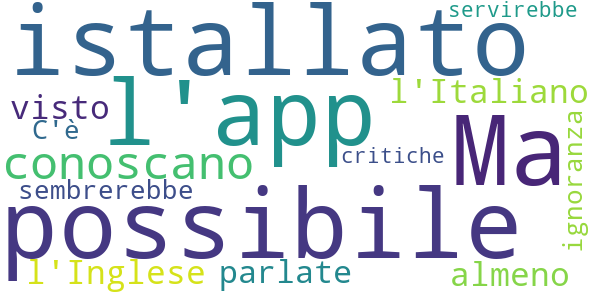 servirebbe
istallato
l'app
l'Italiano
visto
C'è
Ma
conoscano
critiche
ignoranza
sembrerebbe
possibile
l'Inglese
parlate
almeno